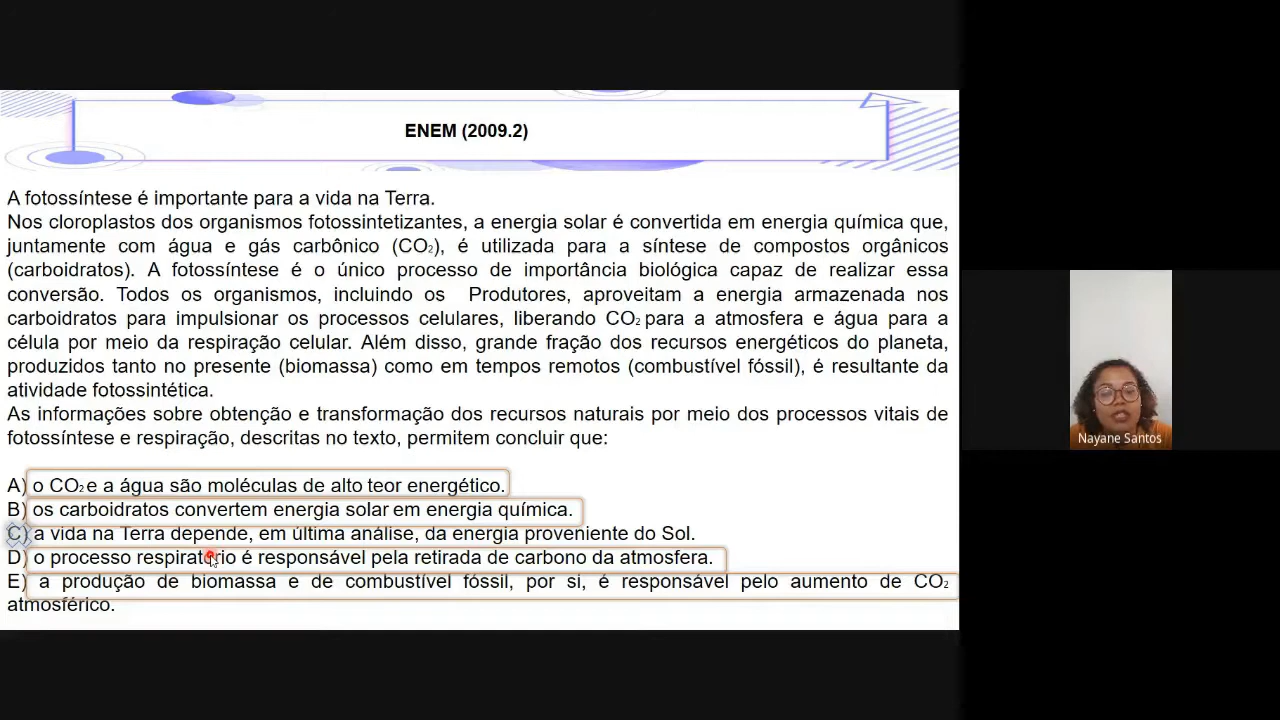 ENEM (2009.2)
A fotossíntese é importante para a vida na Terra.
Nos cloroplastos dos organismos fotossintetizantes, a energia solar é convertida em energia química que,
juntamente com água e gás carbônico (CO₂), é utilizada para a síntese de compostos orgânicos
(carboidratos). A fotossíntese é o único processo de importância biológica capaz de realizar essa
conversão. Todos os organismos, incluindo os Produtores, aproveitam a energia armazenada nos
carboidratos para impulsionar os processos celulares, liberando CO₂ para a atmosfera e água para a
célula por meio da respiração celular. Além disso, grande fração dos recursos energéticos do planeta,
produzidos tanto no presente (biomassa) como em tempos remotos (combustível fóssil), é resultante da
atividade fotossintética.
As informações sobre obtenção e transformação dos recursos naturais por meio dos processos vitais de
fotossíntese e respiração, descritas no texto, permitem concluir que:
A) o CO₂ e a água são moléculas de alto teor energético.
B) os carboidratos convertem energia solar em energia química.
C) a vida na Terra depende, em última análise, da energia proveniente do Sol.
D) o processo respiratório é responsável pela retirada de carbono da atmosfera.
E) a produção de biomassa e de combustível fóssil, por si, é responsável pelo aumento de CO₂
atmosférico.
Nayane Santos